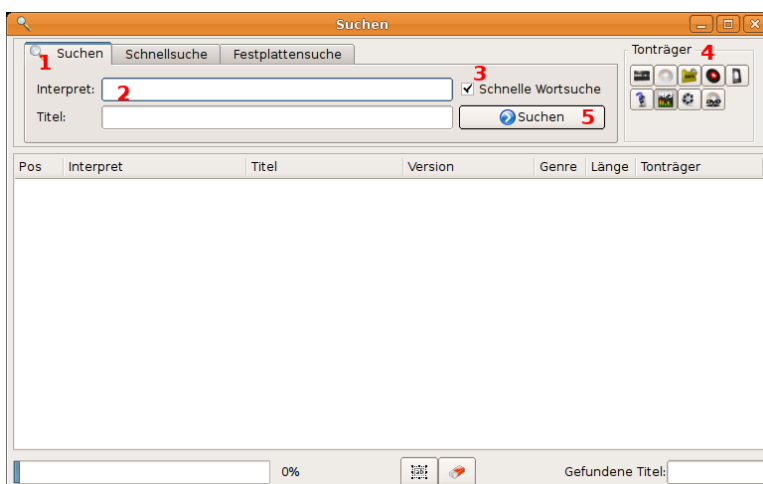 Suchen
1 Suchen Schnellsuche Festplattensuche
Tonträger 4
Interpret: 2
3
Schnelle Wortsuche
Titel:
Suchen 5
Pos Interpret Titel Version Genre Länge Tonträger
0%
Gefundene Titel: